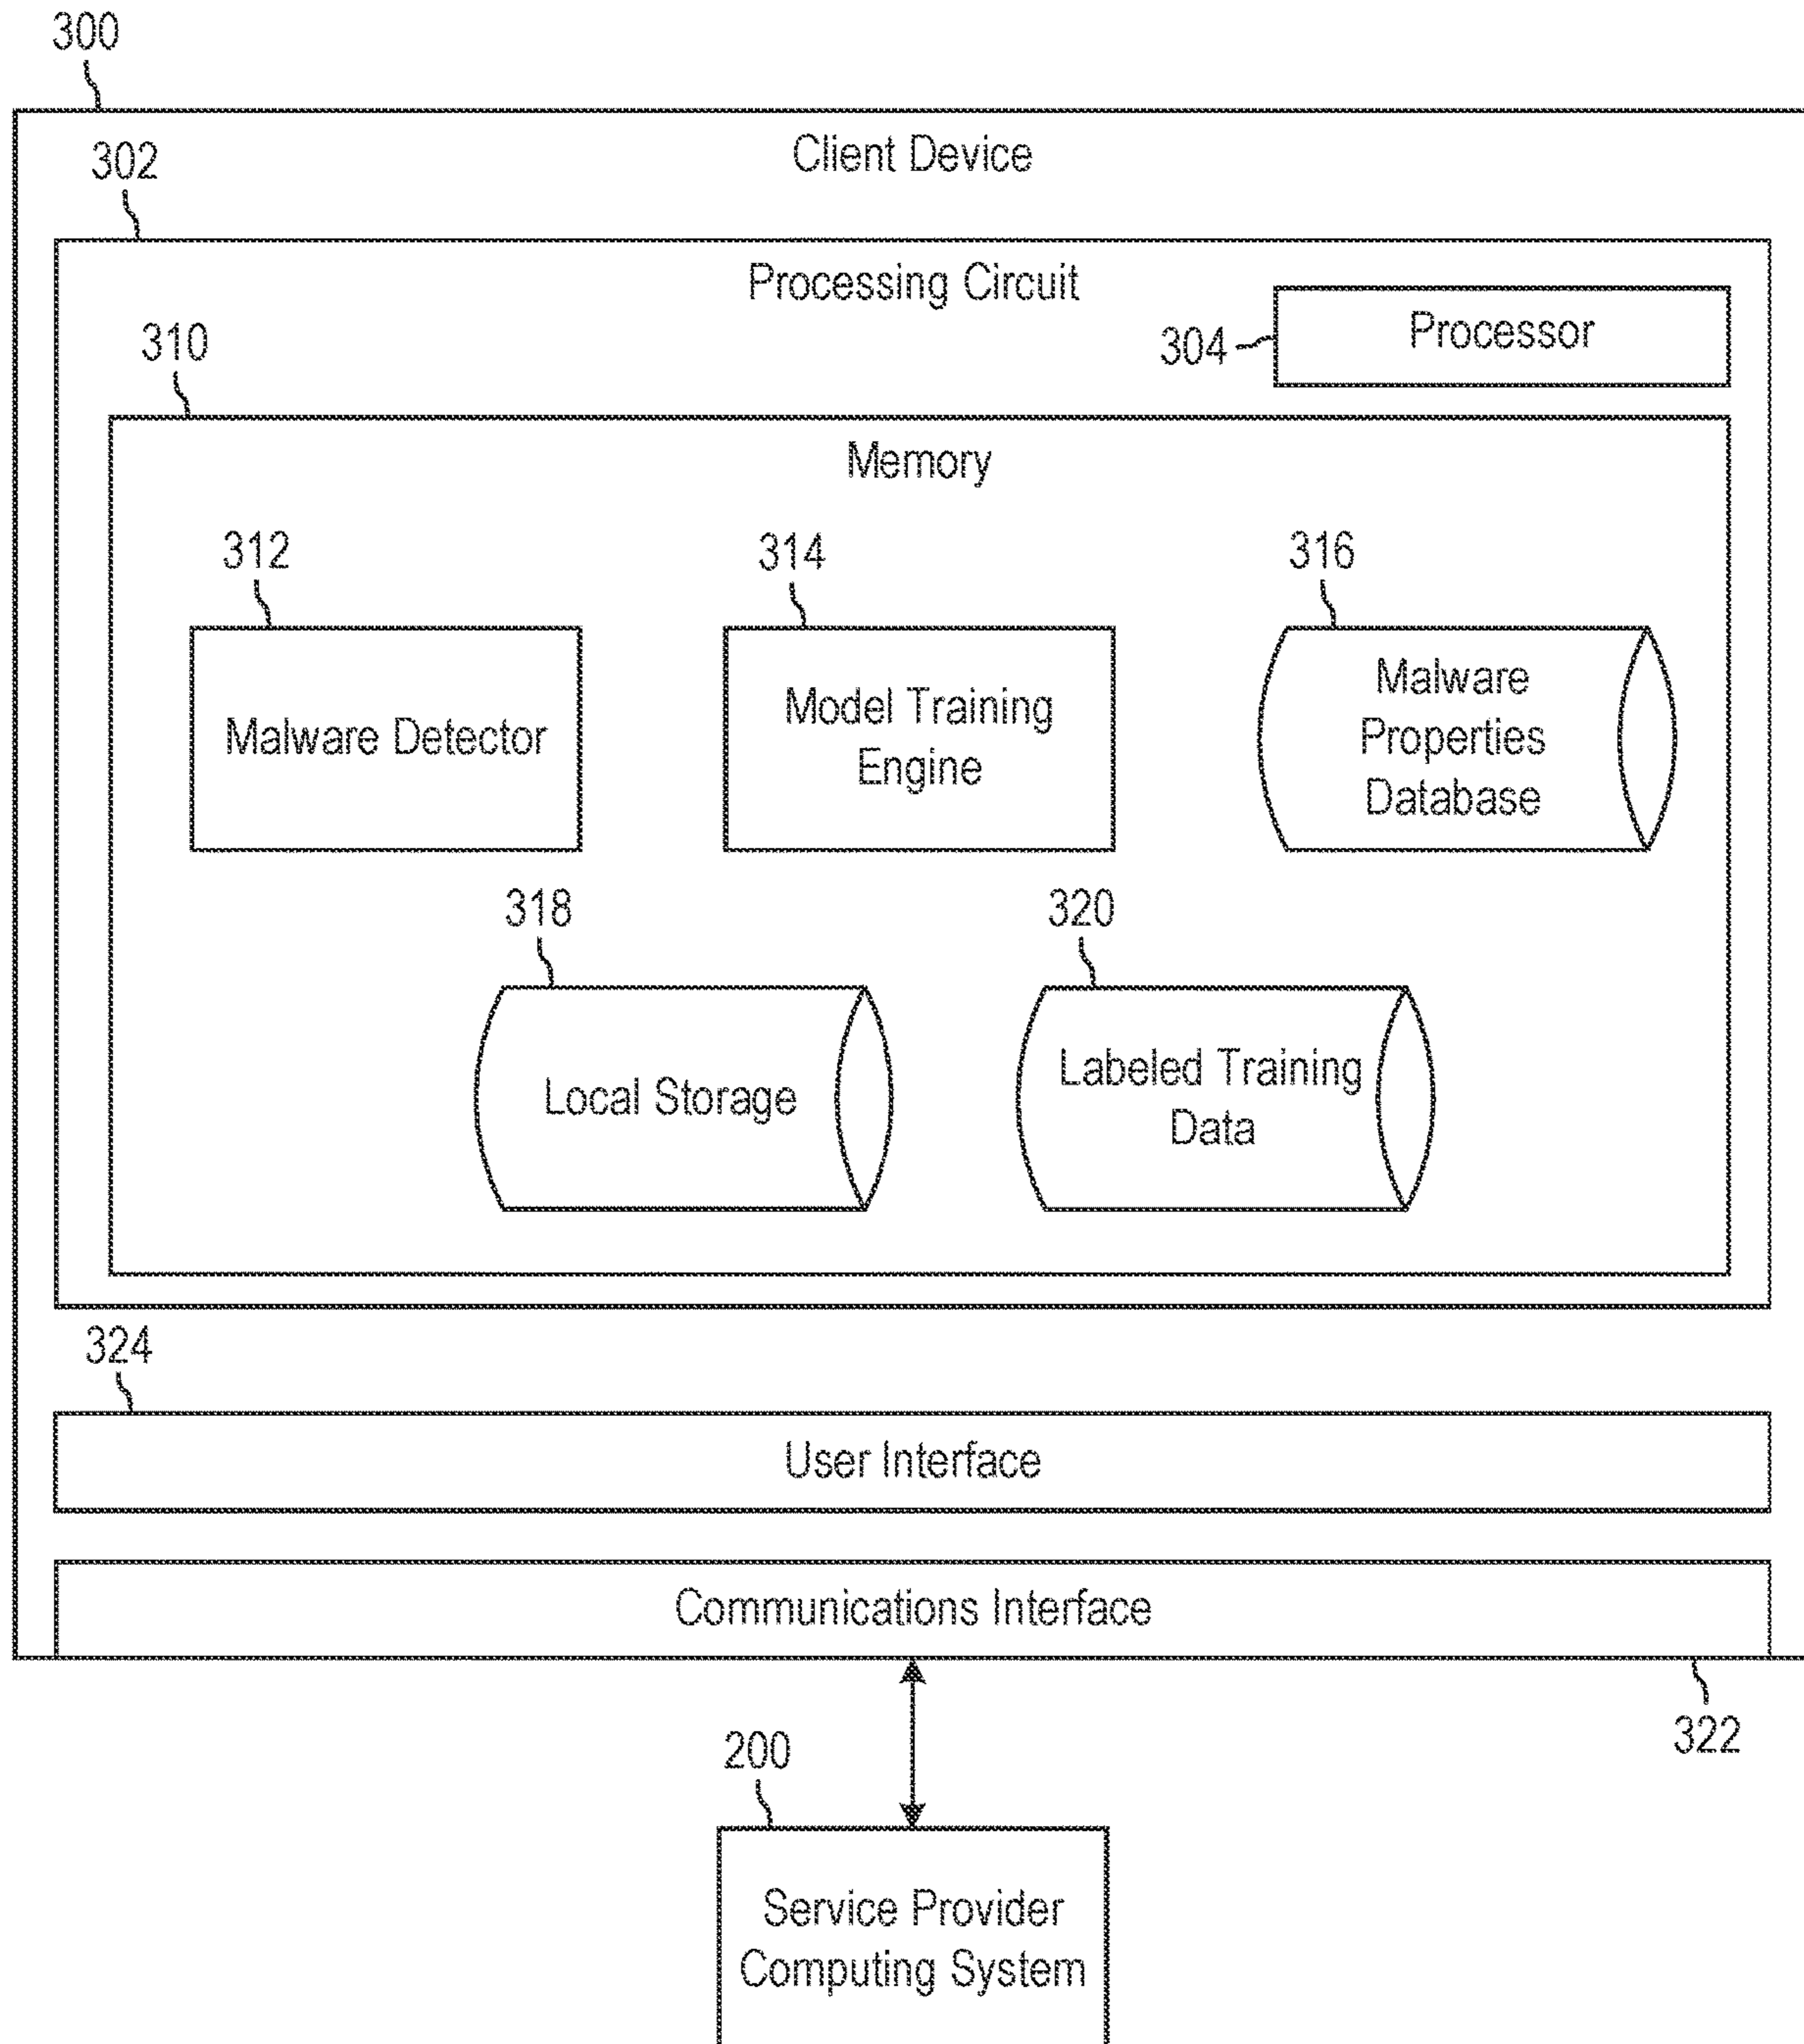 300
Client Device
302
Processing Circuit
Processor
304
310
Memory
312
314
316
Malware Detector
Model Training
Engine
Malware
Properties
Database
318
320
Local Storage
Labeled Training
Data
324
User Interface
Communications Interface
322
200
Service Provider
Computing System